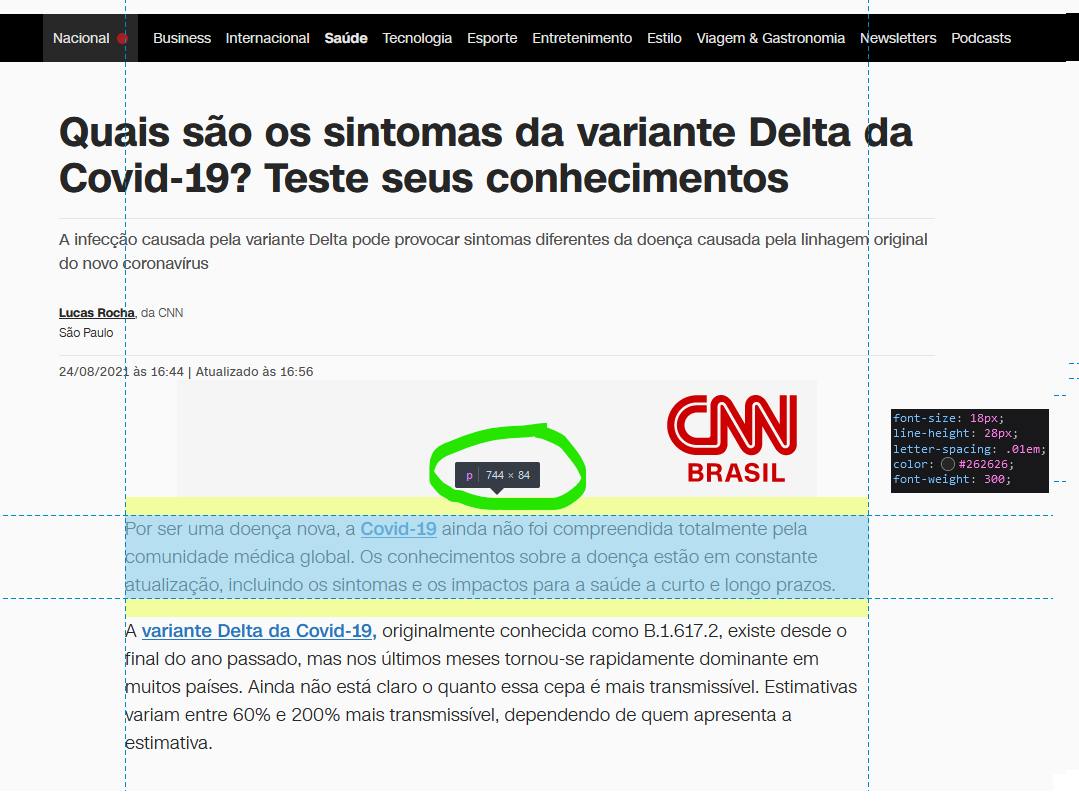 Nacional Business Internacional Saúde Tecnologia Esporte Entretenimento Estilo Viagem & Gastronomia Newsletters Podcasts
Quais são os sintomas da variante Delta da
Covid-19? Teste seus conhecimentos
A infecção causada pela variante Delta pode provocar sintomas diferentes da doença causada pela linhagem original
do novo coronavírus
Lucas Rocha, da CNN
São Paulo
24/08/2021 às 16:44 | Atualizado às 16:56
CNN
BRASIL
p 744 × 84
font-size: 18px;
line-height: 28px;
letter-spacing: .01em;
color: #262626;
font-weight: 300;
Por ser uma doença nova, a Covid-19 ainda não foi compreendida totalmente pela
comunidade médica global. Os conhecimentos sobre a doença estão em constante
atualização, incluindo os sintomas e os impactos para a saúde a curto e longo prazos.
A variante Delta da Covid-19, originalmente conhecida como B.1.617.2, existe desde o
final do ano passado, mas nos últimos meses tornou-se rapidamente dominante em
muitos países. Ainda não está claro o quanto essa cepa é mais transmissível. Estimativas
variam entre 60% e 200% mais transmissível, dependendo de quem apresenta a
estimativa.